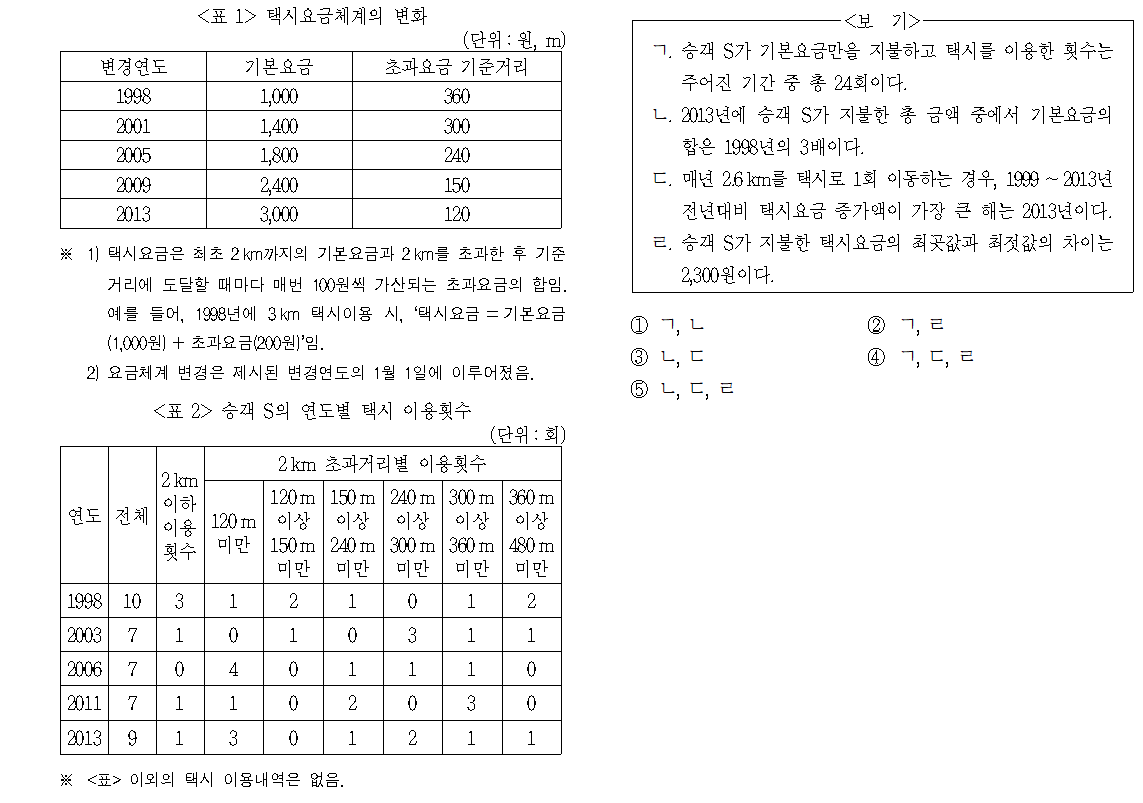 <표 1> 택시요금체계의 변화
(단위 : 원, m)
변경연도 기본요금 초과요금 기준거리
1998 1,000 360
2001 1,400 300
2005 1,800 240
2009 2,400 150
2013 3,000 120
※ 1) 택시요금은 최초 2 km까지의 기본요금과 2 km를 초과한 후 기준
거리에 도달할 때마다 매번 100원씩 가산되는 초과요금의 합임.
예를 들어, 1998년에 3 km 택시이용 시, ‘택시요금 = 기본요금
(1,000원) + 초과요금(200원)’임.
2) 요금체계 변경은 제시된 변경연도의 1월 1일에 이루어졌음.
<표 2> 승객 S의 연도별 택시 이용횟수
(단위 : 회)
연도 전체 2 km 이하 이용 횟수 2 km 초과거리별 이용횟수
120 m 미만 120 m 이상 150 m 미만 150 m 이상 240 m 미만 240 m 이상 300 m 미만 300 m 이상 360 m 미만 360 m 이상 480 m 미만
1998 10 3 1 2 1 0 1 2
2003 7 1 0 1 0 3 1 1
2006 7 0 4 0 1 1 1 0
2011 7 1 1 0 2 0 3 0
2013 9 1 3 0 1 2 1 1
※ <표> 이외의 택시 이용내역은 없음.
<보 기>
ㄱ. 승객 S가 기본요금만을 지불하고 택시를 이용한 횟수는
주어진 기간 중 총 24회이다.
ㄴ. 2013년에 승객 S가 지불한 총 금액 중에서 기본요금의
합은 1998년의 3배이다.
ㄷ. 매년 2.6 km를 택시로 1회 이동하는 경우, 1999 ~ 2013년
전년대비 택시요금 증가액이 가장 큰 해는 2013년이다.
ㄹ. 승객 S가 지불한 택시요금의 최곳값과 최젓값의 차이는
2,300원이다.
① ㄱ, ㄴ ② ㄱ, ㄹ
③ ㄴ, ㄷ ④ ㄱ, ㄷ, ㄹ
⑤ ㄴ, ㄷ, ㄹ